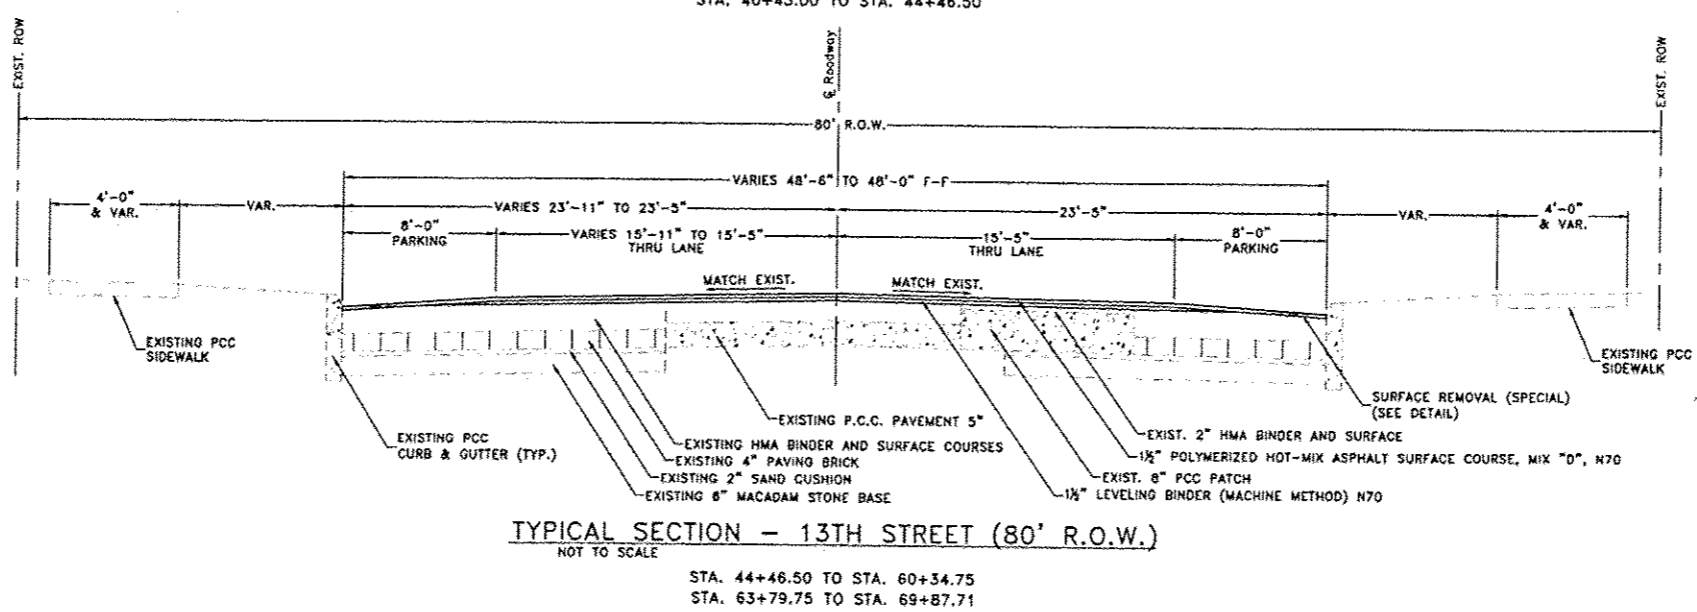 STA. 40+45.00 TO STA. 44+46.50
EXIST. ROW
℄ Roadway
EXIST. ROW
80' R.O.W.
VARIES 48'-6" TO 48'-0" F-F
4'-0"
& VAR.
VAR.
VARIES 23'-11" TO 23'-5"
23'-5"
VAR.
4'-0"
& VAR.
8'-0"
PARKING
VARIES 15'-11" TO 15'-5"
THRU LANE
15'-5"
THRU LANE
8'-0"
PARKING
MATCH EXIST.
MATCH EXIST.
EXISTING PCC
SIDEWALK
EXISTING PCC
SIDEWALK
SURFACE REMOVAL (SPECIAL)
(SEE DETAIL)
EXISTING P.C.C. PAVEMENT 5"
EXISTING PCC
CURB & GUTTER (TYP.)
EXISTING HMA BINDER AND SURFACE COURSES
EXISTING 4" PAVING BRICK
EXISTING 2" SAND CUSHION
EXISTING 6" MACADAM STONE BASE
EXIST. 2" HMA BINDER AND SURFACE
1½" POLYMERIZED HOT-MIX ASPHALT SURFACE COURSE, MIX "D", N70
EXIST. 8" PCC PATCH
1½" LEVELING BINDER (MACHINE METHOD) N70
TYPICAL SECTION – 13TH STREET (80' R.O.W.)
NOT TO SCALE
STA. 44+46.50 TO STA. 60+34.75
STA. 63+79.75 TO STA. 69+87.71